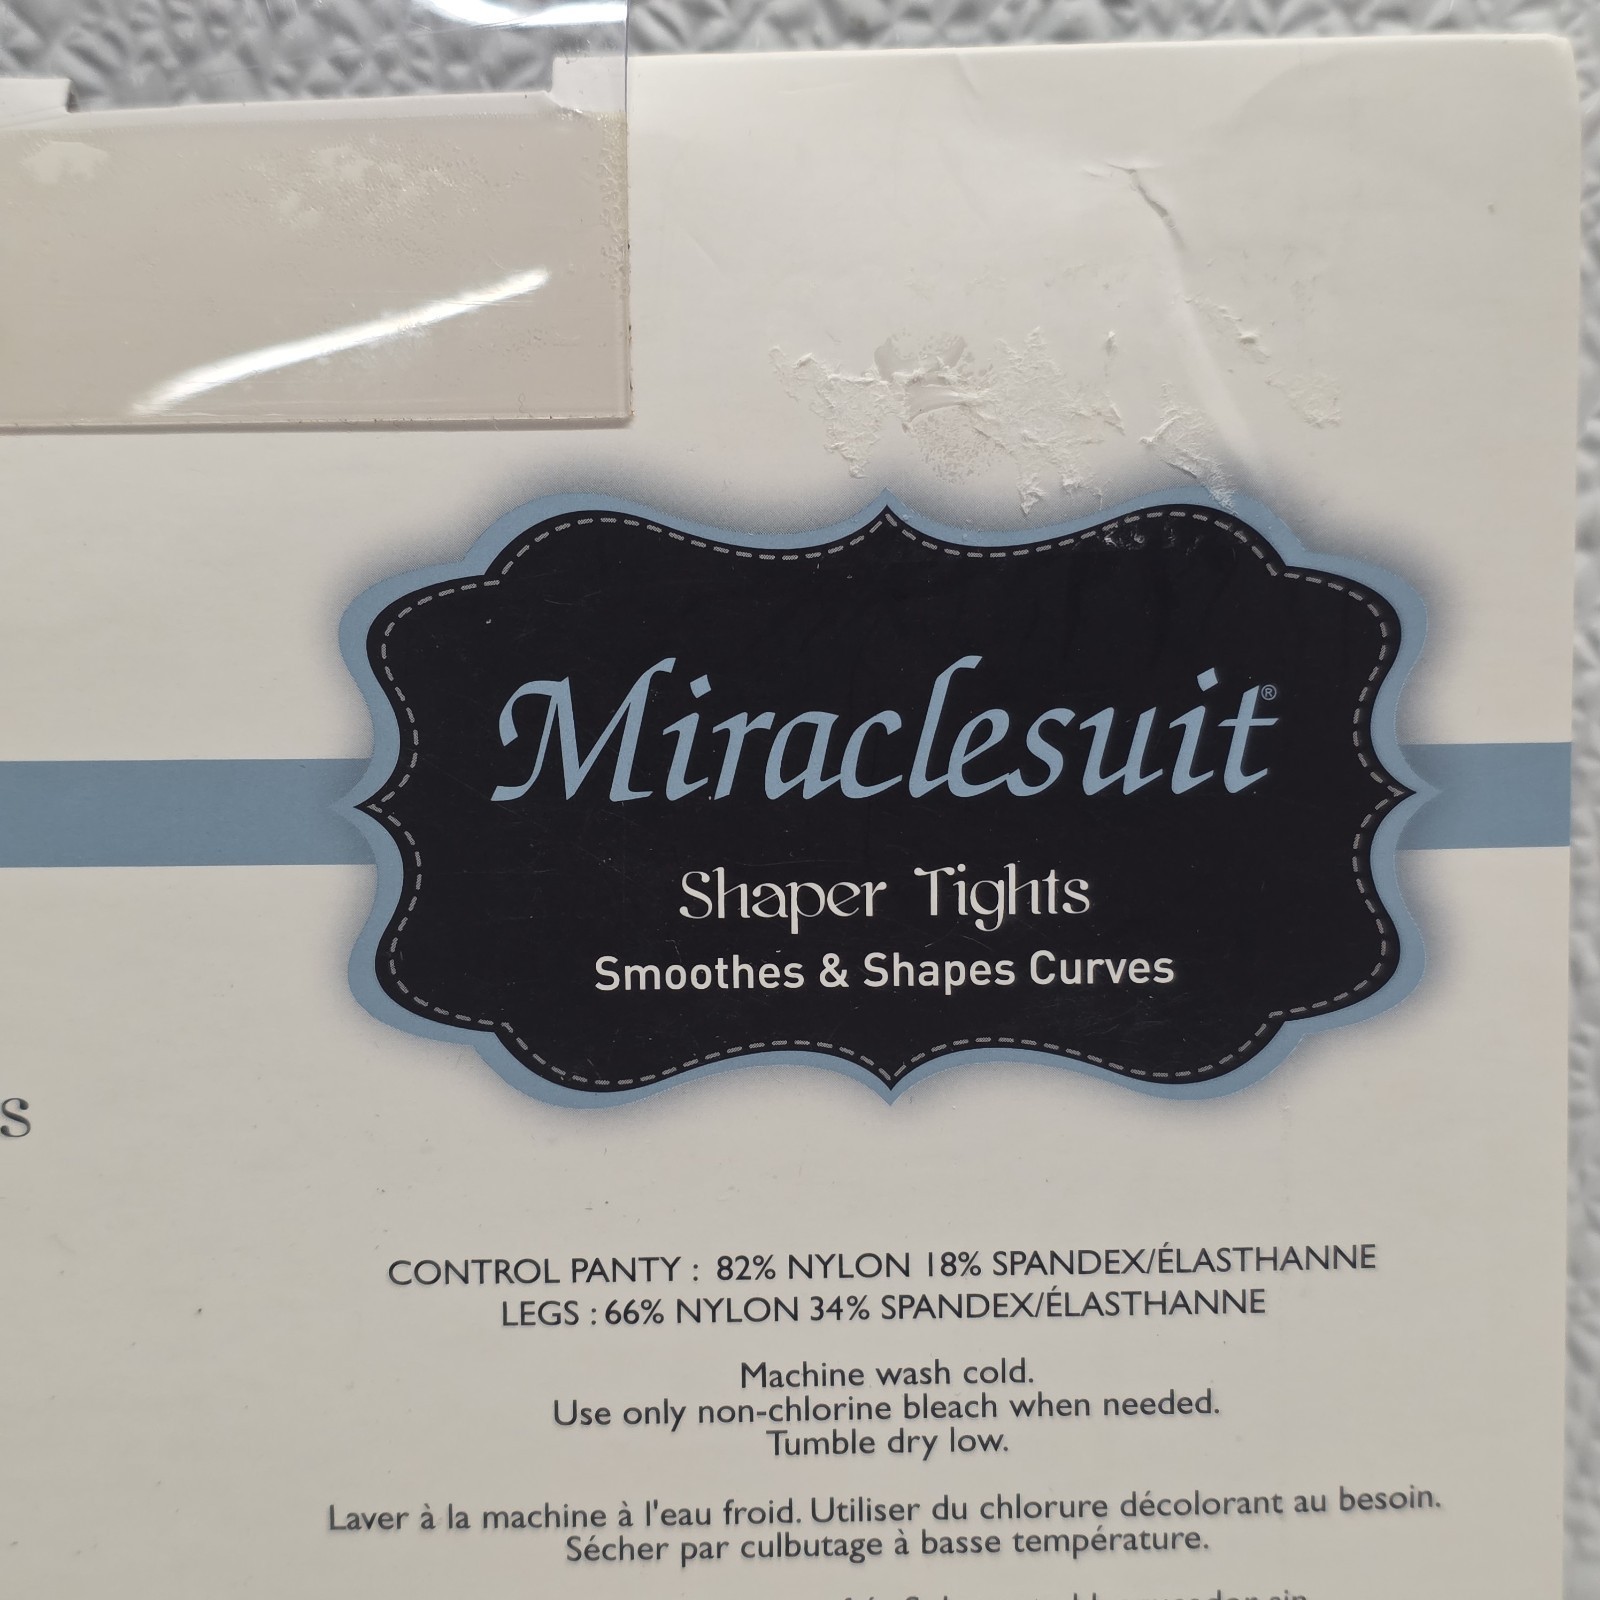 Miraclesuit®
Shaper Tights
Smoothes & Shapes Curves
s
CONTROL PANTY : 82% NYLON 18% SPANDEX/ÉLASTHANNE
LEGS : 66% NYLON 34% SPANDEX/ÉLASTHANNE
Machine wash cold.
Use only non-chlorine bleach when needed.
Tumble dry low.
Laver à la machine à l'eau froid. Utiliser du chlorure décolorant au besoin.
Sécher par culbutage à basse température.